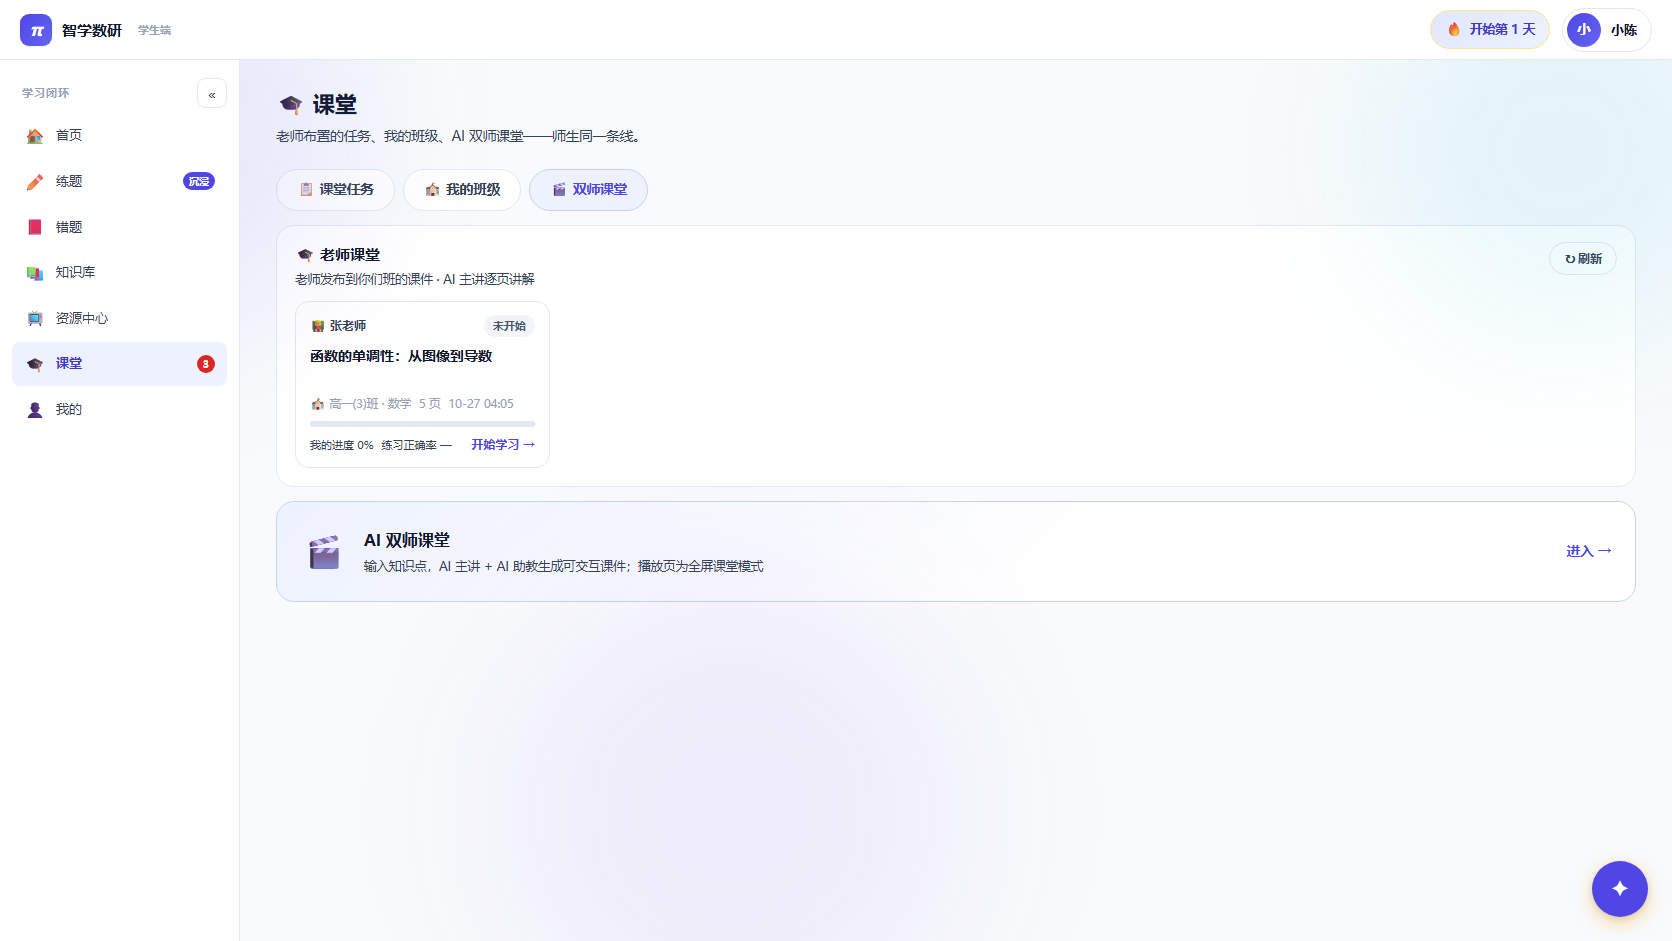 π 智学数研 学生端
开始第 1 天
小 小陈
学习闭环
«
首页
练题 沉浸
错题
知识库
资源中心
课堂 3
我的
课堂
老师布置的任务、我的班级、AI 双师课堂——师生同一条线。
课堂任务 我的班级 双师课堂
老师课堂
老师发布到你们班的课件 · AI 主讲逐页讲解
↻ 刷新
张老师 未开始
函数的单调性：从图像到导数
高一(3)班 · 数学 5 页 10-27 04:05
我的进度 0% 练习正确率 — 开始学习 →
AI 双师课堂
输入知识点，AI 主讲 + AI 助教生成可交互课件；播放页为全屏课堂模式
进入 →